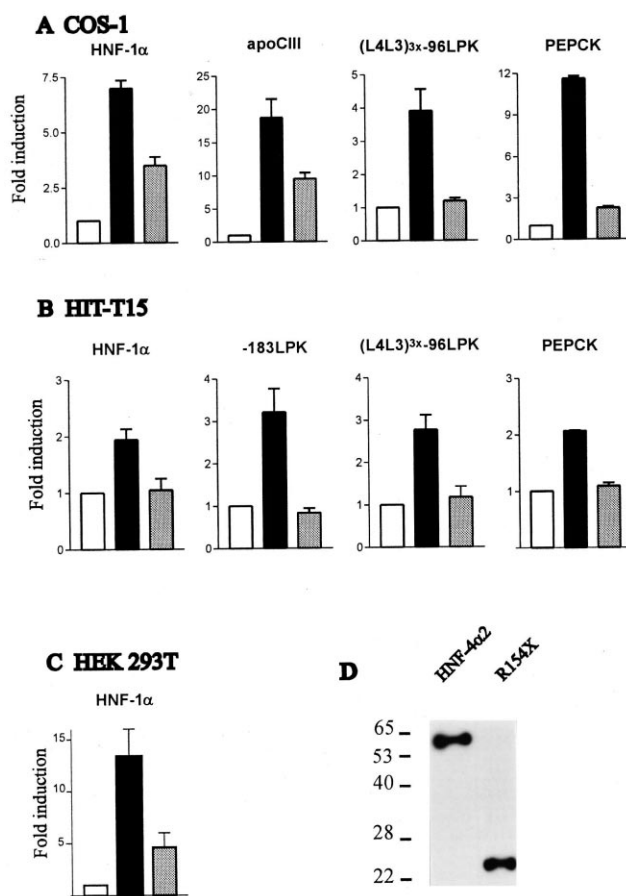 A COS-1
HNF-1α
apoCIII
(L4L3)3x-96LPK
PEPCK
Fold induction
7.5
5.0
2.5
0.0
25
20
15
10
5
0
5
4
3
2
1
0
12
9
6
3
0
B HIT-T15
HNF-1α
-183LPK
(L4L3)3x-96LPK
PEPCK
Fold induction
3
2
1
0
4
3
2
1
0
4
3
2
1
0
3
2
1
C HEK 293T
HNF-1α
Fold induction
15
10
5
D
HNF-4α2
R154X
65
53
40
28
22